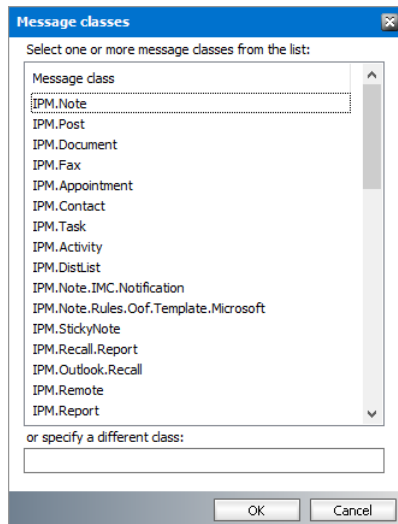 Message classes
Select one or more message classes from the list:
Message class
IPM.Note
IPM.Post
IPM.Document
IPM.Fax
IPM.Appointment
IPM.Contact
IPM.Task
IPM.Activity
IPM.DistList
IPM.Note.IMC.Notification
IPM.Note.Rules.Oof.Template.Microsoft
IPM.StickyNote
IPM.Recall.Report
IPM.Outlook.Recall
IPM.Remote
IPM.Report
or specify a different class:
OK Cancel